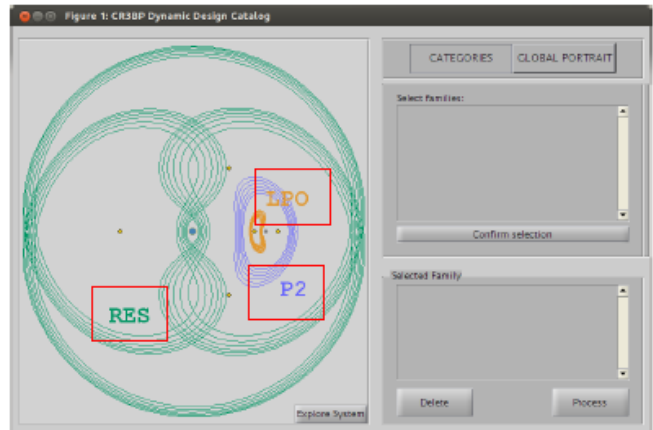 Figure 1: CR3BP Dynamic Design Catalog
CATEGORIES
GLOBAL PORTRAIT
Select Families:
Confirm selection
LPO
P2
RES
Explore System
Selected Family
Delete
Process